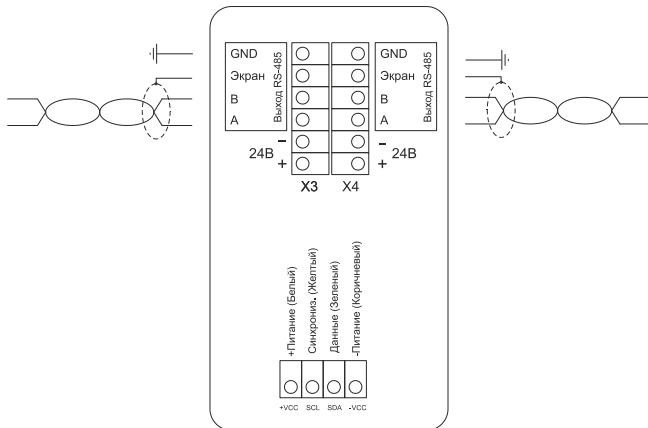 GND
Экран
B
A
Выход RS-485
-
24В
+
X3
GND
Экран
B
A
Выход RS-485
-
24В
+
X4
+Питание (Белый)
Синхрониз. (Желтый)
Данные (Зеленый)
-Питание (Коричневый)
+VCC
SCL
SDA
-VCC